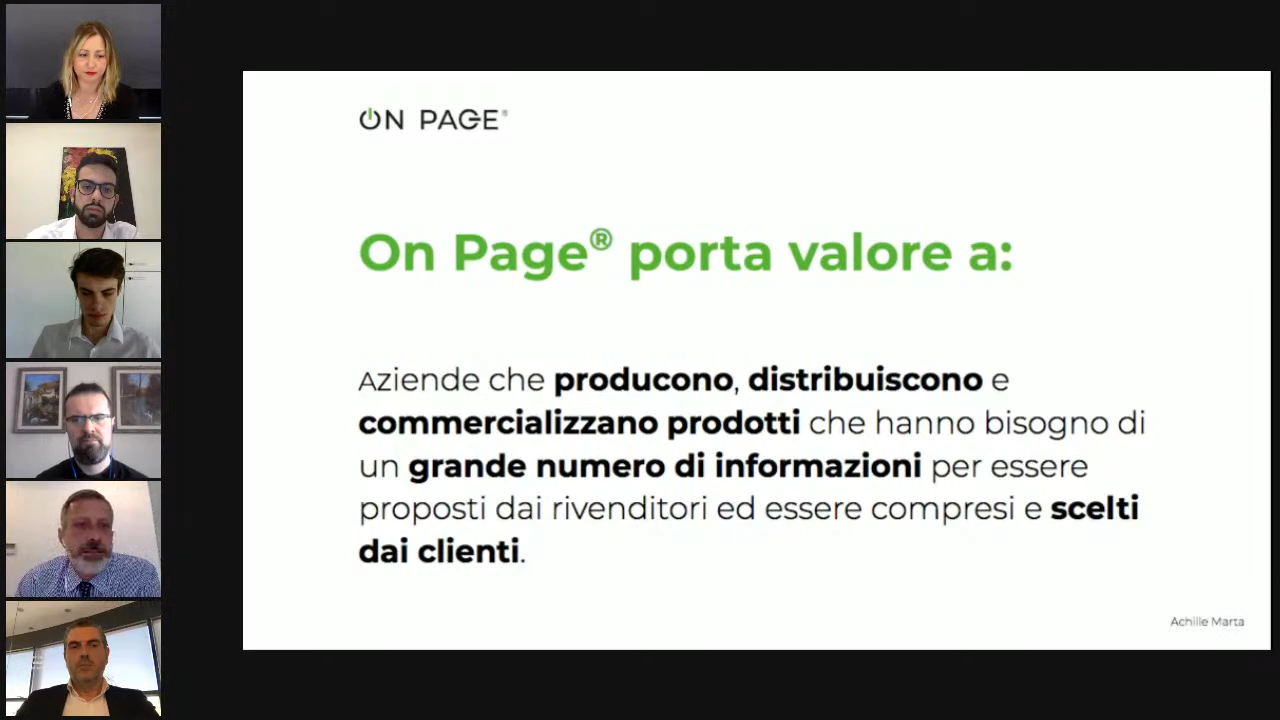 ON PAGE®
On Page® porta valore a:
Aziende che producono, distribuiscono e
commercializzano prodotti che hanno bisogno di
un grande numero di informazioni per essere
proposti dai rivenditori ed essere compresi e scelti
dai clienti.
Achille Marta